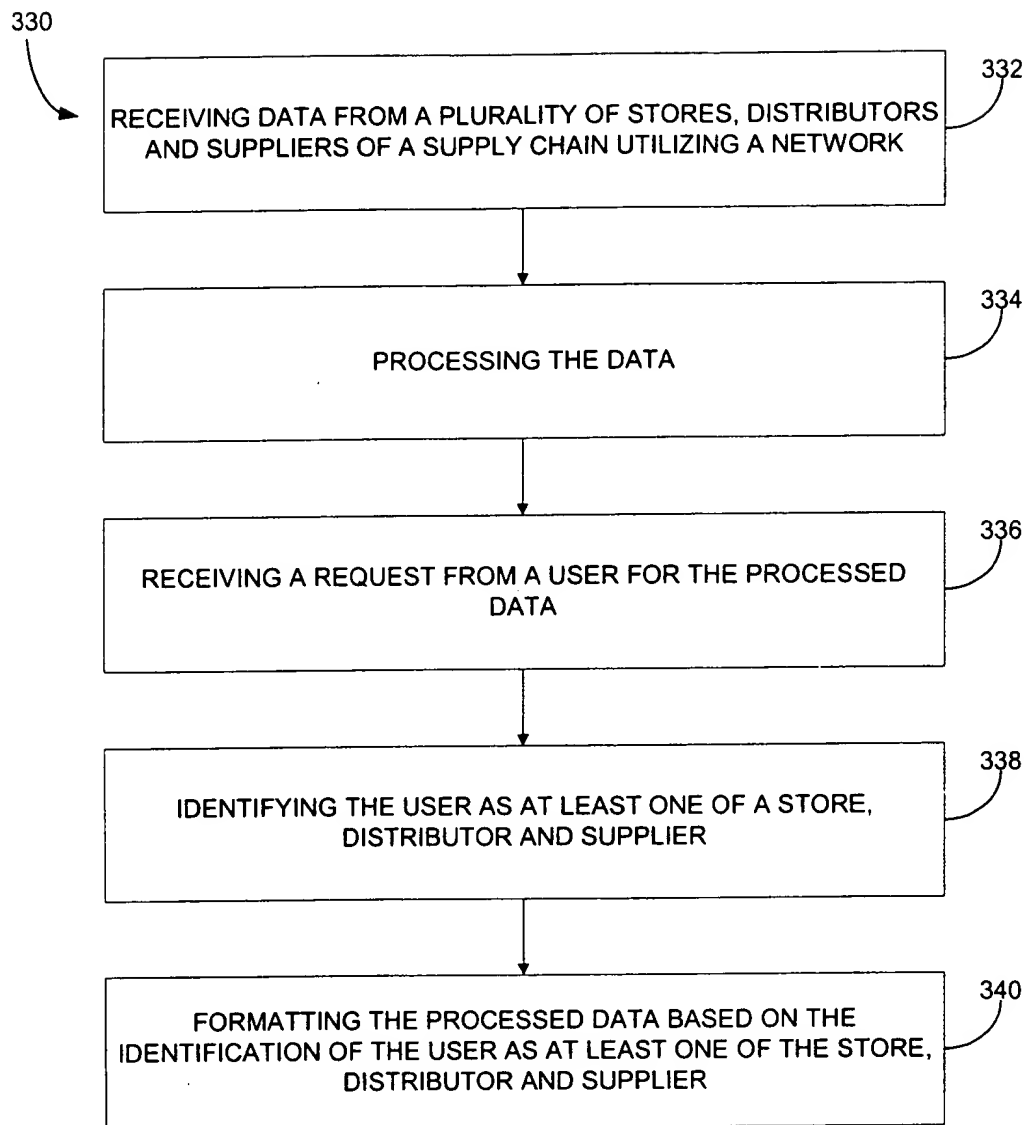 330
332
RECEIVING DATA FROM A PLURALITY OF STORES, DISTRIBUTORS
AND SUPPLIERS OF A SUPPLY CHAIN UTILIZING A NETWORK
334
PROCESSING THE DATA
336
RECEIVING A REQUEST FROM A USER FOR THE PROCESSED
DATA
338
IDENTIFYING THE USER AS AT LEAST ONE OF A STORE,
DISTRIBUTOR AND SUPPLIER
340
FORMATTING THE PROCESSED DATA BASED ON THE
IDENTIFICATION OF THE USER AS AT LEAST ONE OF THE STORE,
DISTRIBUTOR AND SUPPLIER